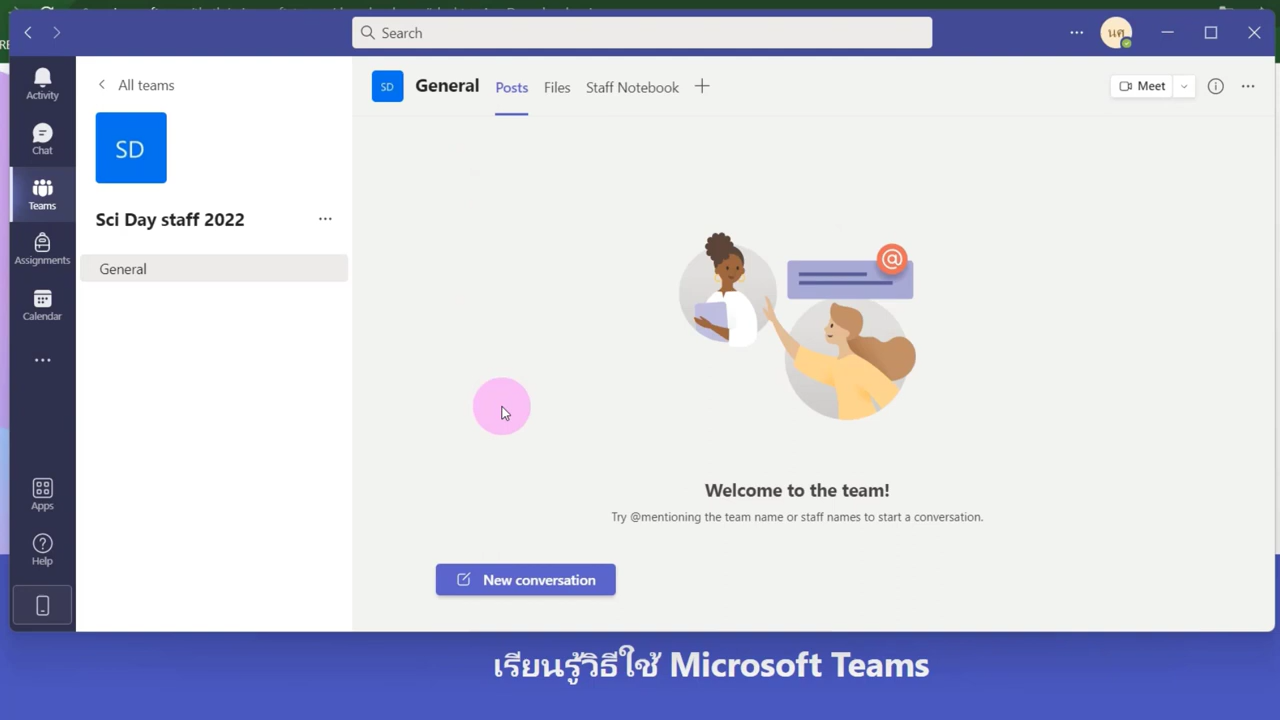 Search
นศ
Activity
Chat
Teams
Assignments
Calendar
Apps
Help
All teams
SD
Sci Day staff 2022
General
SD
General
Posts
Files
Staff Notebook
Meet
@
Welcome to the team!
Try @mentioning the team name or staff names to start a conversation.
New conversation
เรียนรู้วิธีใช้ Microsoft Teams